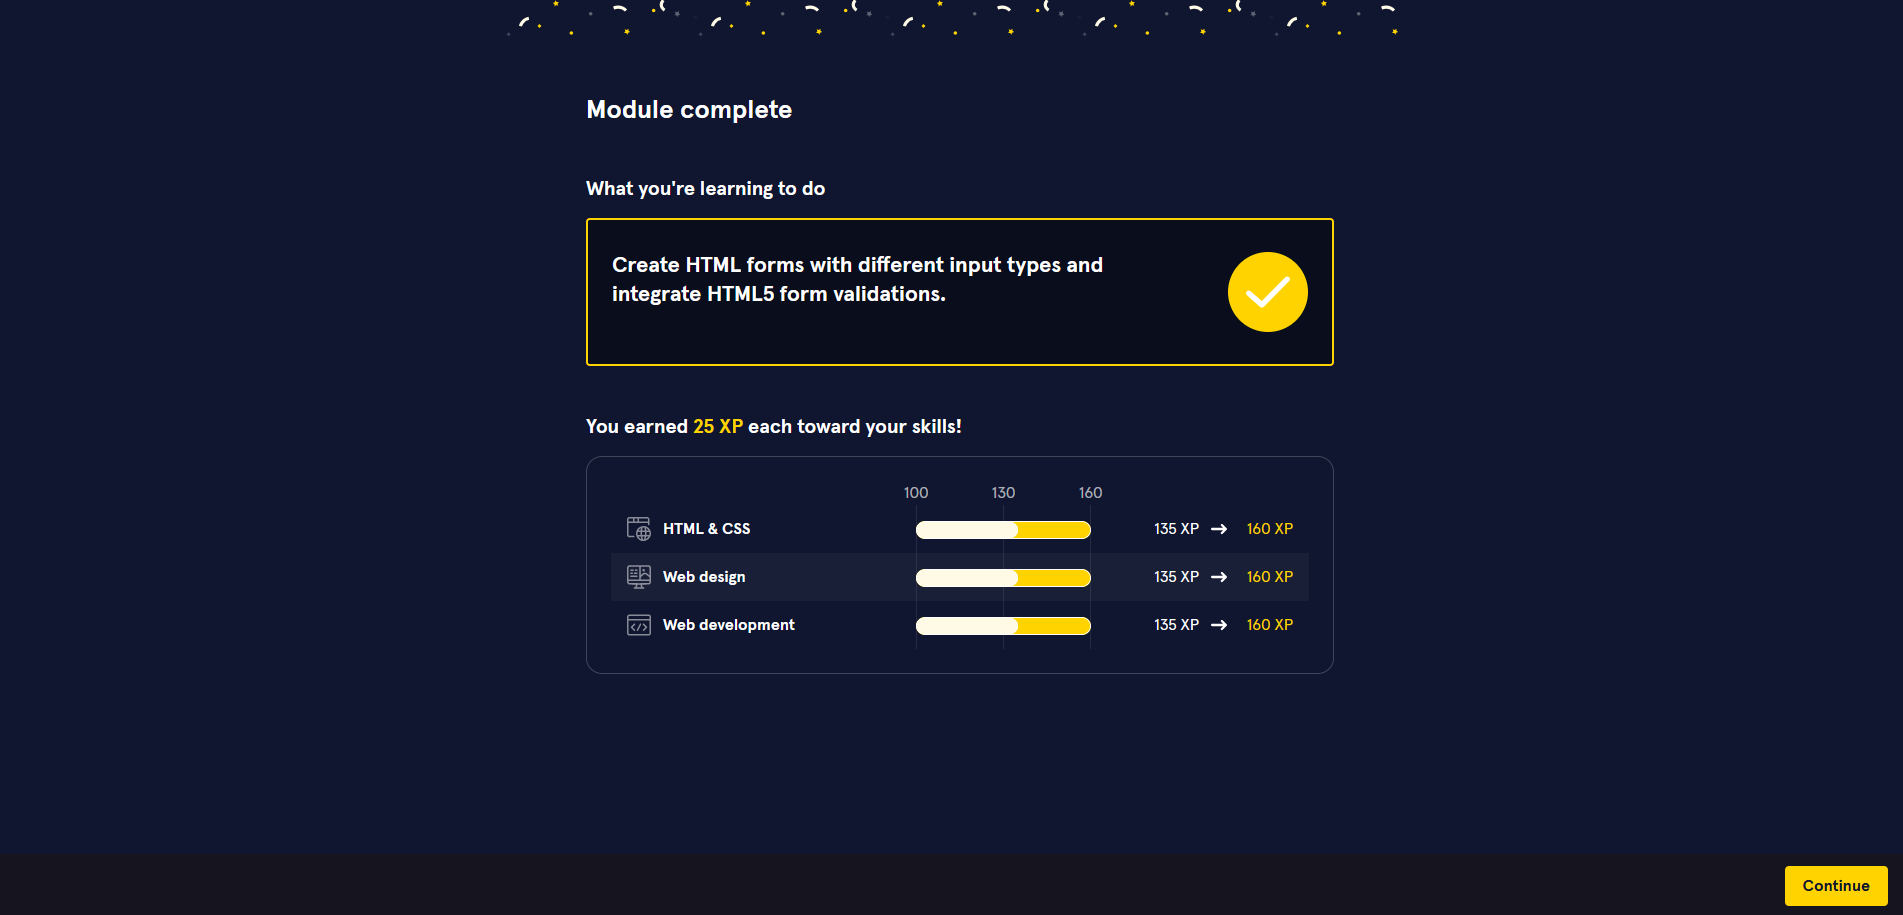 Module complete
What you're learning to do
Create HTML forms with different input types and
integrate HTML5 form validations.
You earned 25 XP each toward your skills!
100 130 160
HTML & CSS 135 XP → 160 XP
Web design 135 XP → 160 XP
Web development 135 XP → 160 XP
Continue